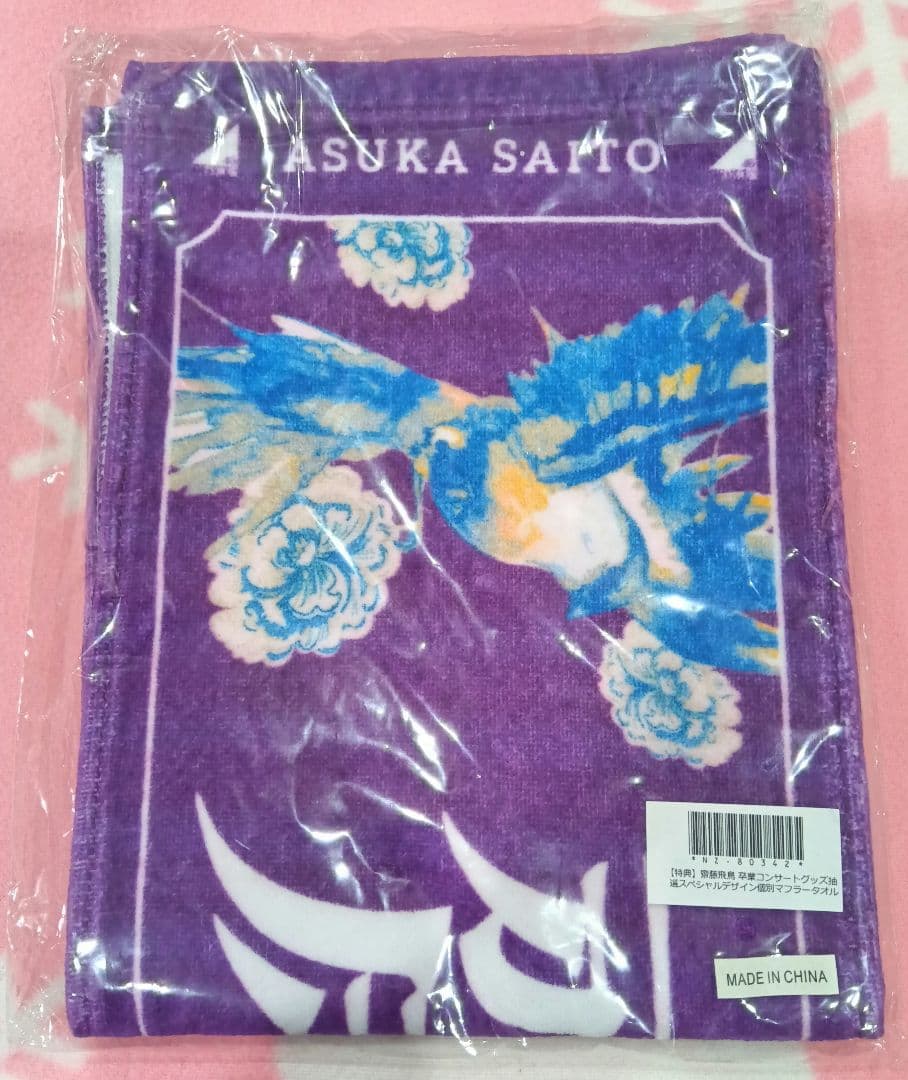 ASUKA SAITO
*NZ-80342*
【特典】齋藤飛鳥 卒業コンサートグッズ抽
選スペシャルデザイン個別マフラータオル
MADE IN CHINA